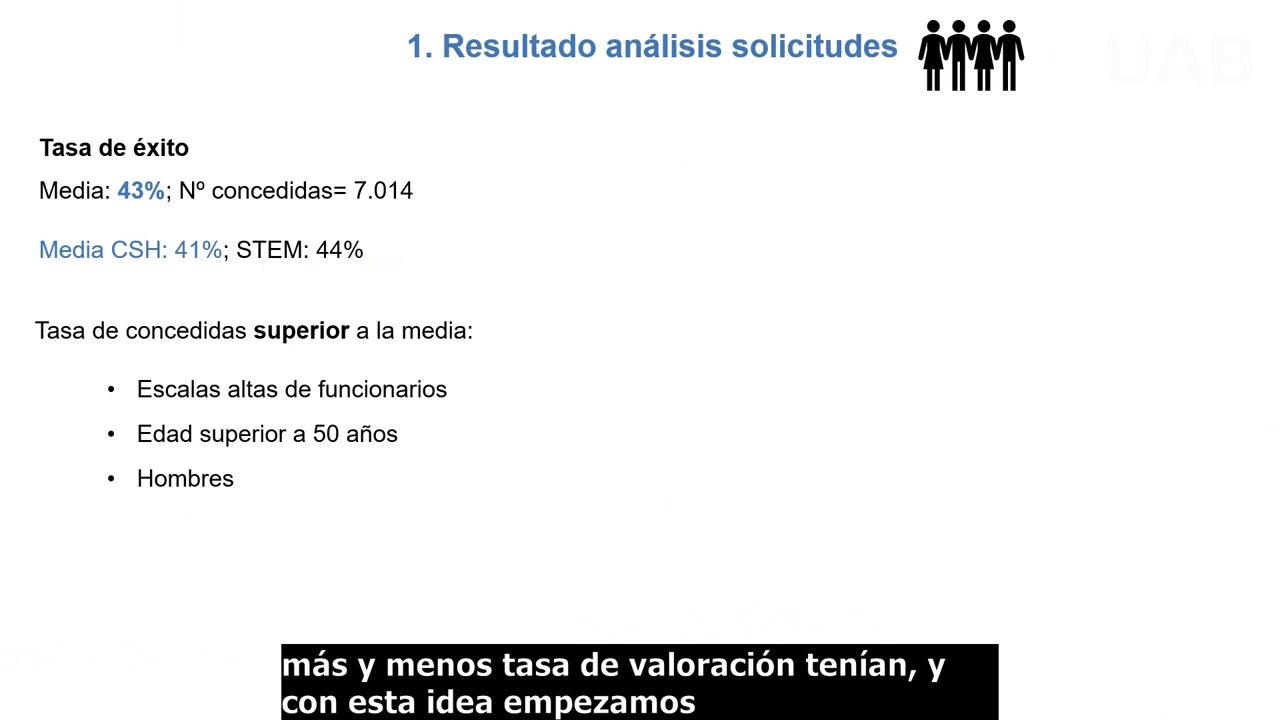 1. Resultado análisis solicitudes
UAB
Tasa de éxito
Media: 43%; Nº concedidas= 7.014
Media CSH: 41%; STEM: 44%
Tasa de concedidas superior a la media:
• Escalas altas de funcionarios
• Edad superior a 50 años
• Hombres
más y menos tasa de valoración tenían, y
con esta idea empezamos